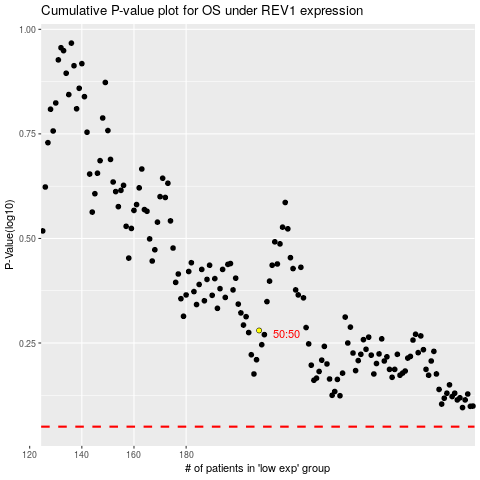 Cumulative P-value plot for OS under REV1 expression
P-Value(log10)
1.00
0.75
0.50
0.25
50:50
120 140 160 180
# of patients in 'low exp' group